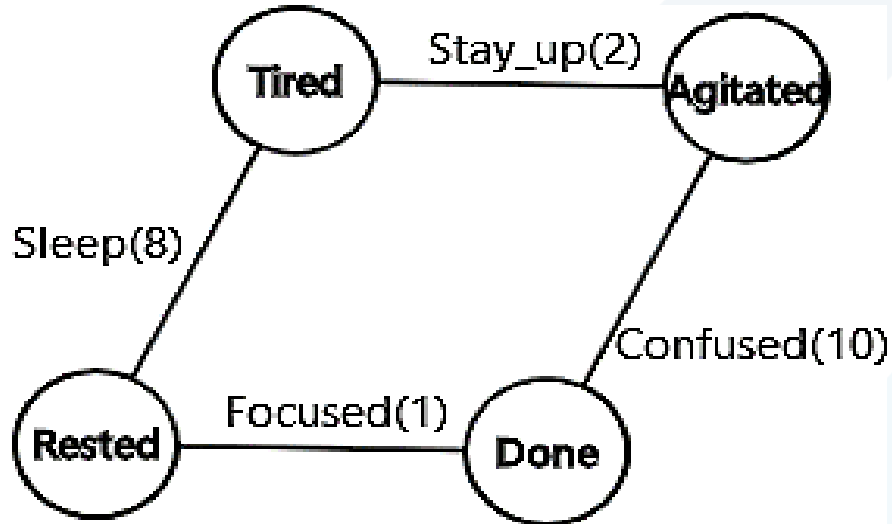 Stay_up(2)
Tired
Agitated
Sleep(8)
Confused(10)
Focused(1)
Rested
Done